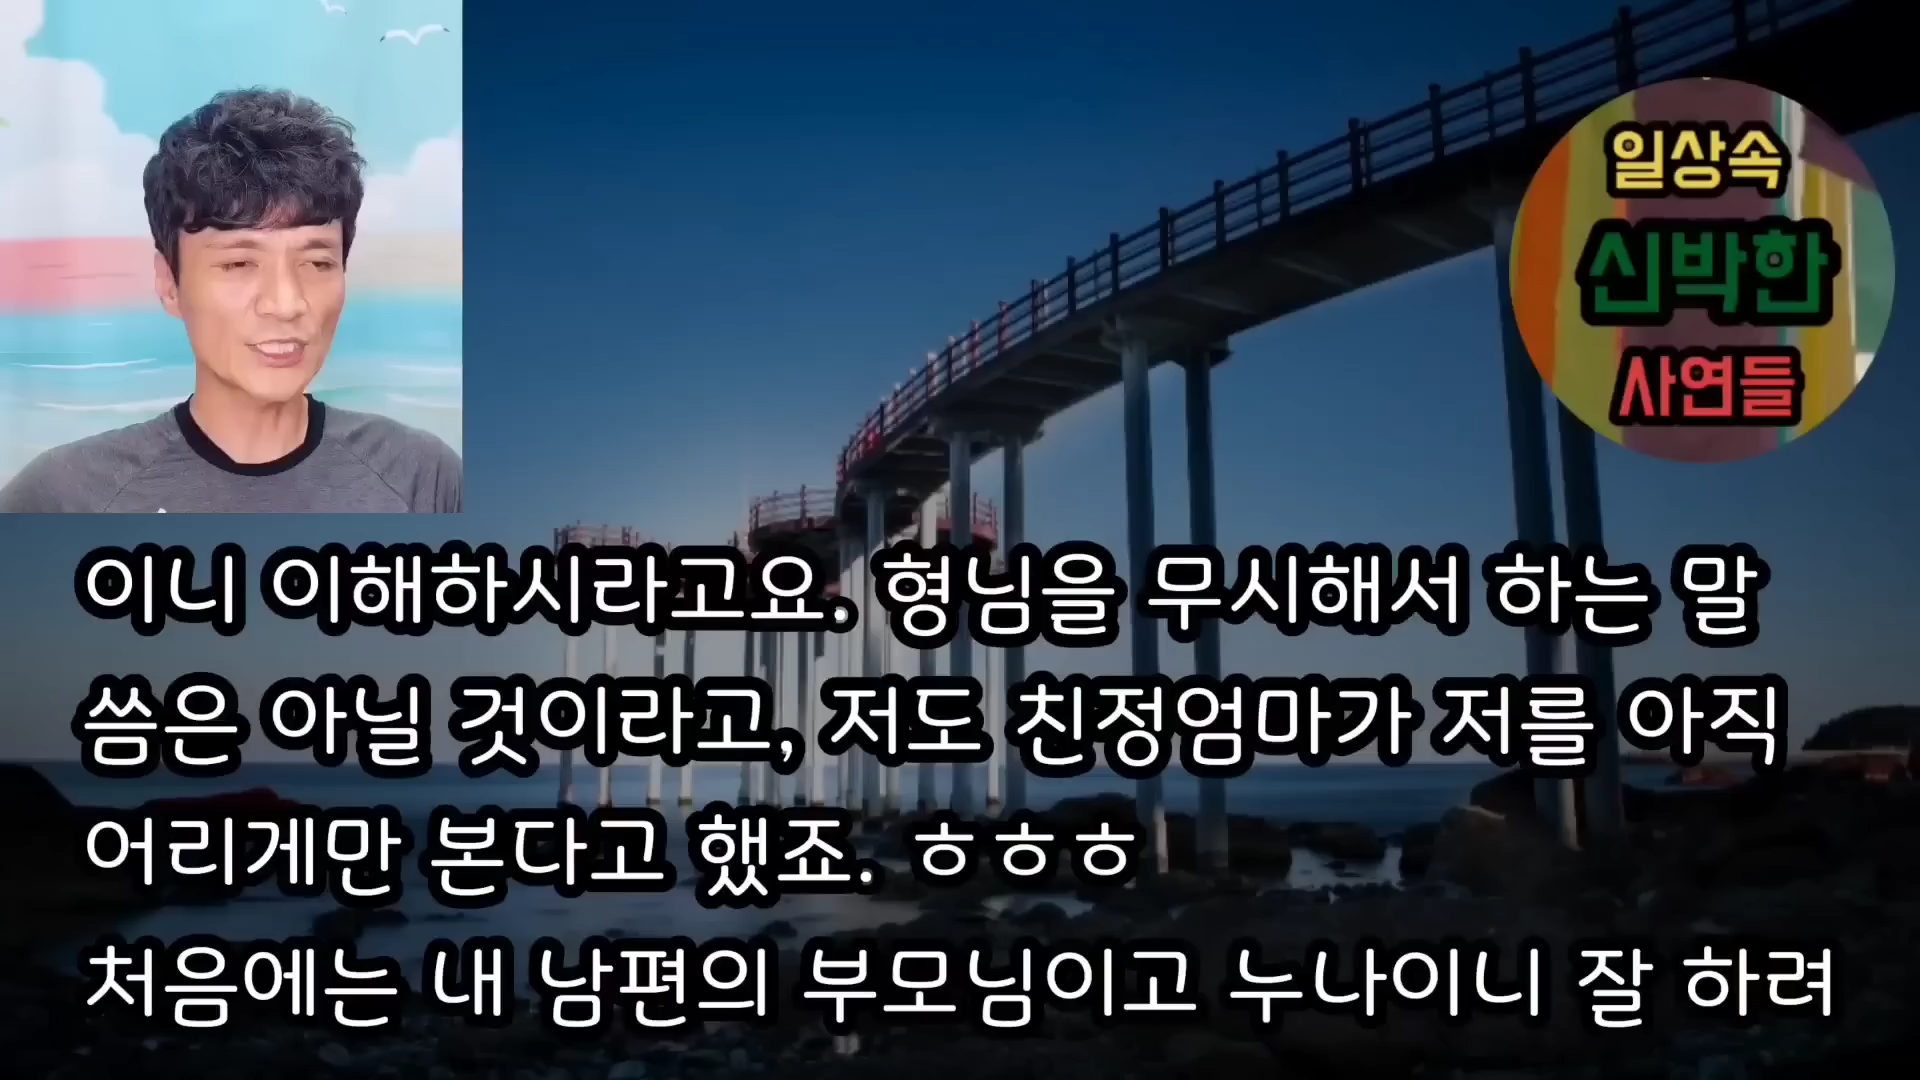 일상속
신박한
사연들
이니 이해하시라고요. 형님을 무시해서 하는 말
씀은 아닐 것이라고, 저도 친정엄마가 저를 아직
어리게만 본다고 했죠. ㅎㅎㅎ
처음에는 내 남편의 부모님이고 누나이니 잘 하려